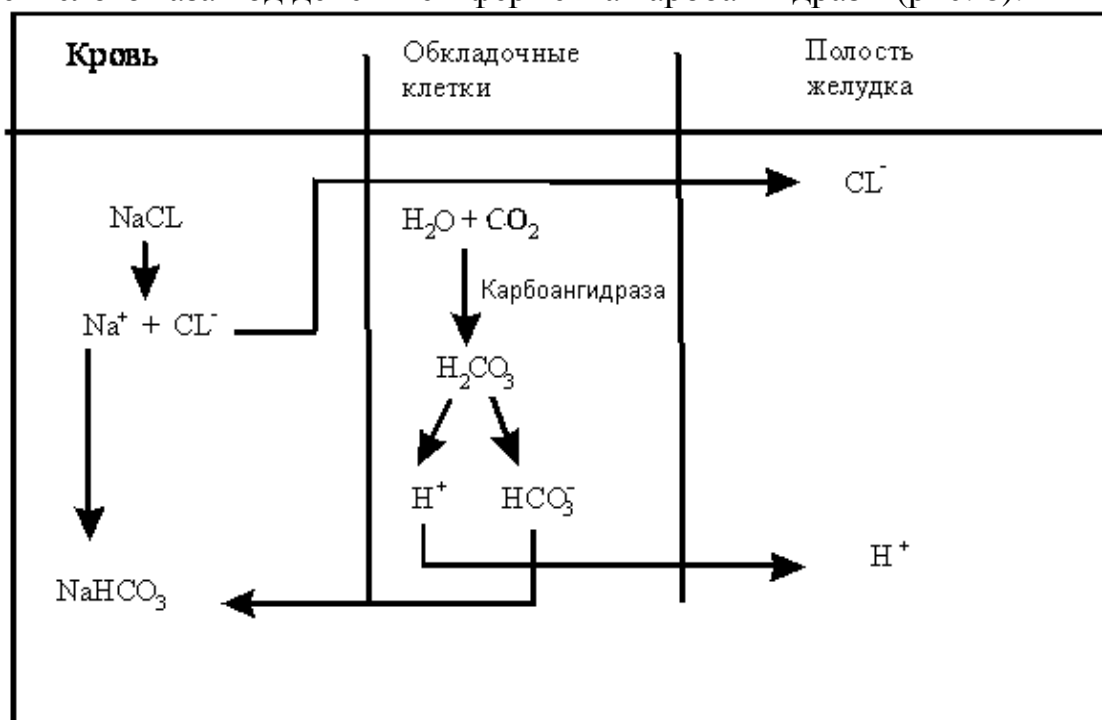 Кровь
Обкладочные
клетки
Полость
желудка
CL⁻
NaCL
H₂O + CO₂
Карбоангидраза
Na⁺ + CL⁻
H₂CO₃
H⁺
HCO₃⁻
H⁺
NaHCO₃